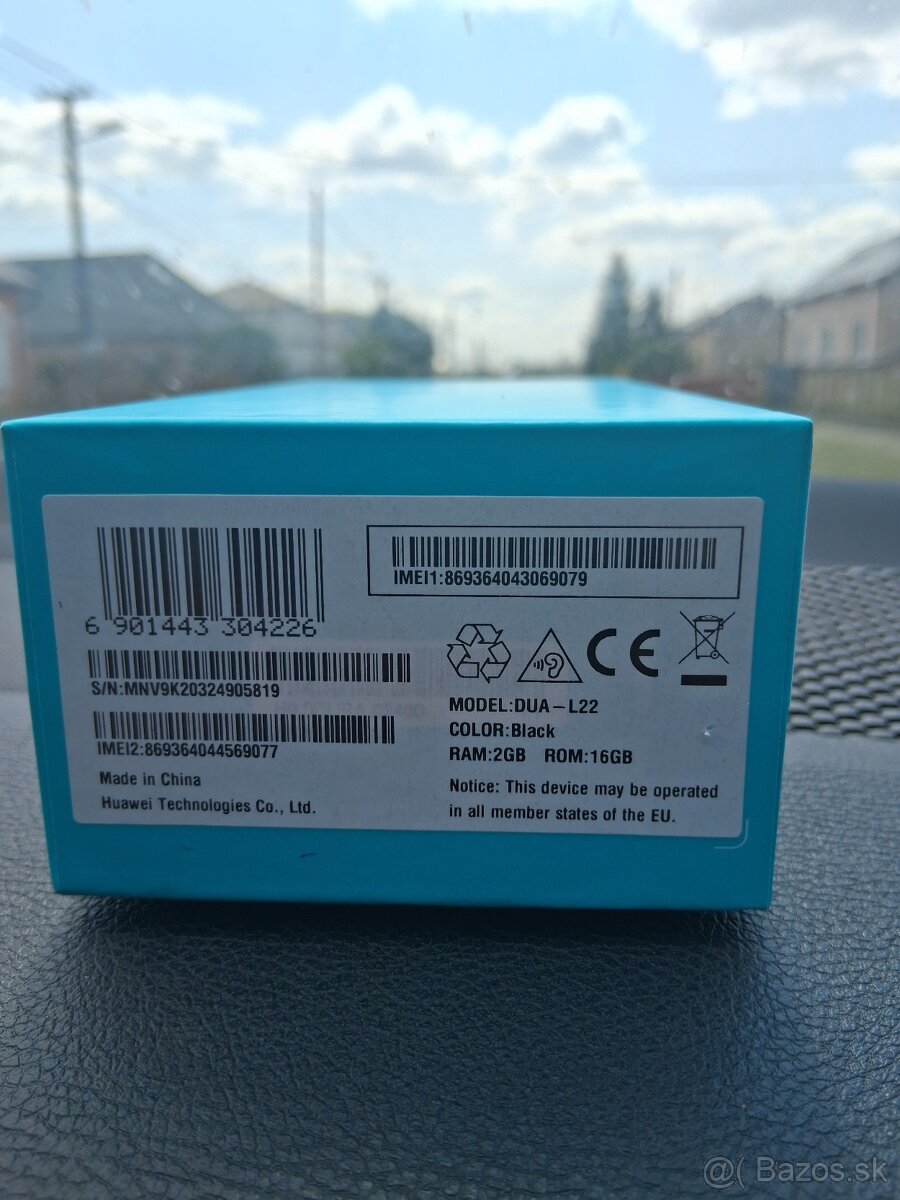 6 901443 304226
IMEI1:869364043069079
S/N:MNV9K20324905819
IMEI2:869364044569077
Made in China
Huawei Technologies Co., Ltd.
CE
MODEL:DUA-L22
COLOR:Black
RAM:2GB ROM:16GB
Notice: This device may be operated
in all member states of the EU.
@( Bazos.sk